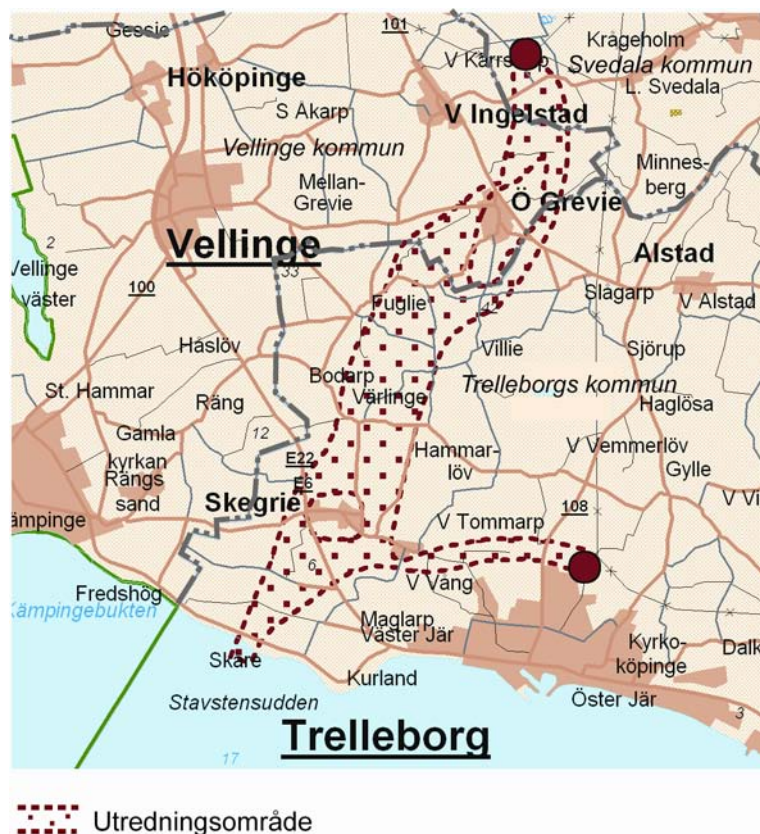 Gessie
101
Krågeholm
Svedala kommun
Hököpinge
L. Svedala
S Åkarp
V Ingelstad
Vellinge kommun
Minnes-
berg
Mellan-
Grevie
Ö Grevie
Vellinge
Alstad
2
33
Vellinge
väster
100
Slagarp
V Alstad
Fuglie
42
Håslöv
Villie
Sjörup
Bodarp
Trelleborgs kommun
St. Hammar
Räng
Värlinge
Haglösa
12
Gamla
kyrkan
Hammar-
löv
V Vemmerlöv
E22
Gylle
Rängs
sand
E6
Skegrie
108
V Tommarp
6
V Vång
Fredshög
Kämpingebukten
Maglarp
Väster Jär
Kyrko-
köpinge
Skåre
Kurland
Öster Jär
Stavstensudden
3
Trelleborg
17
Utredningsområde